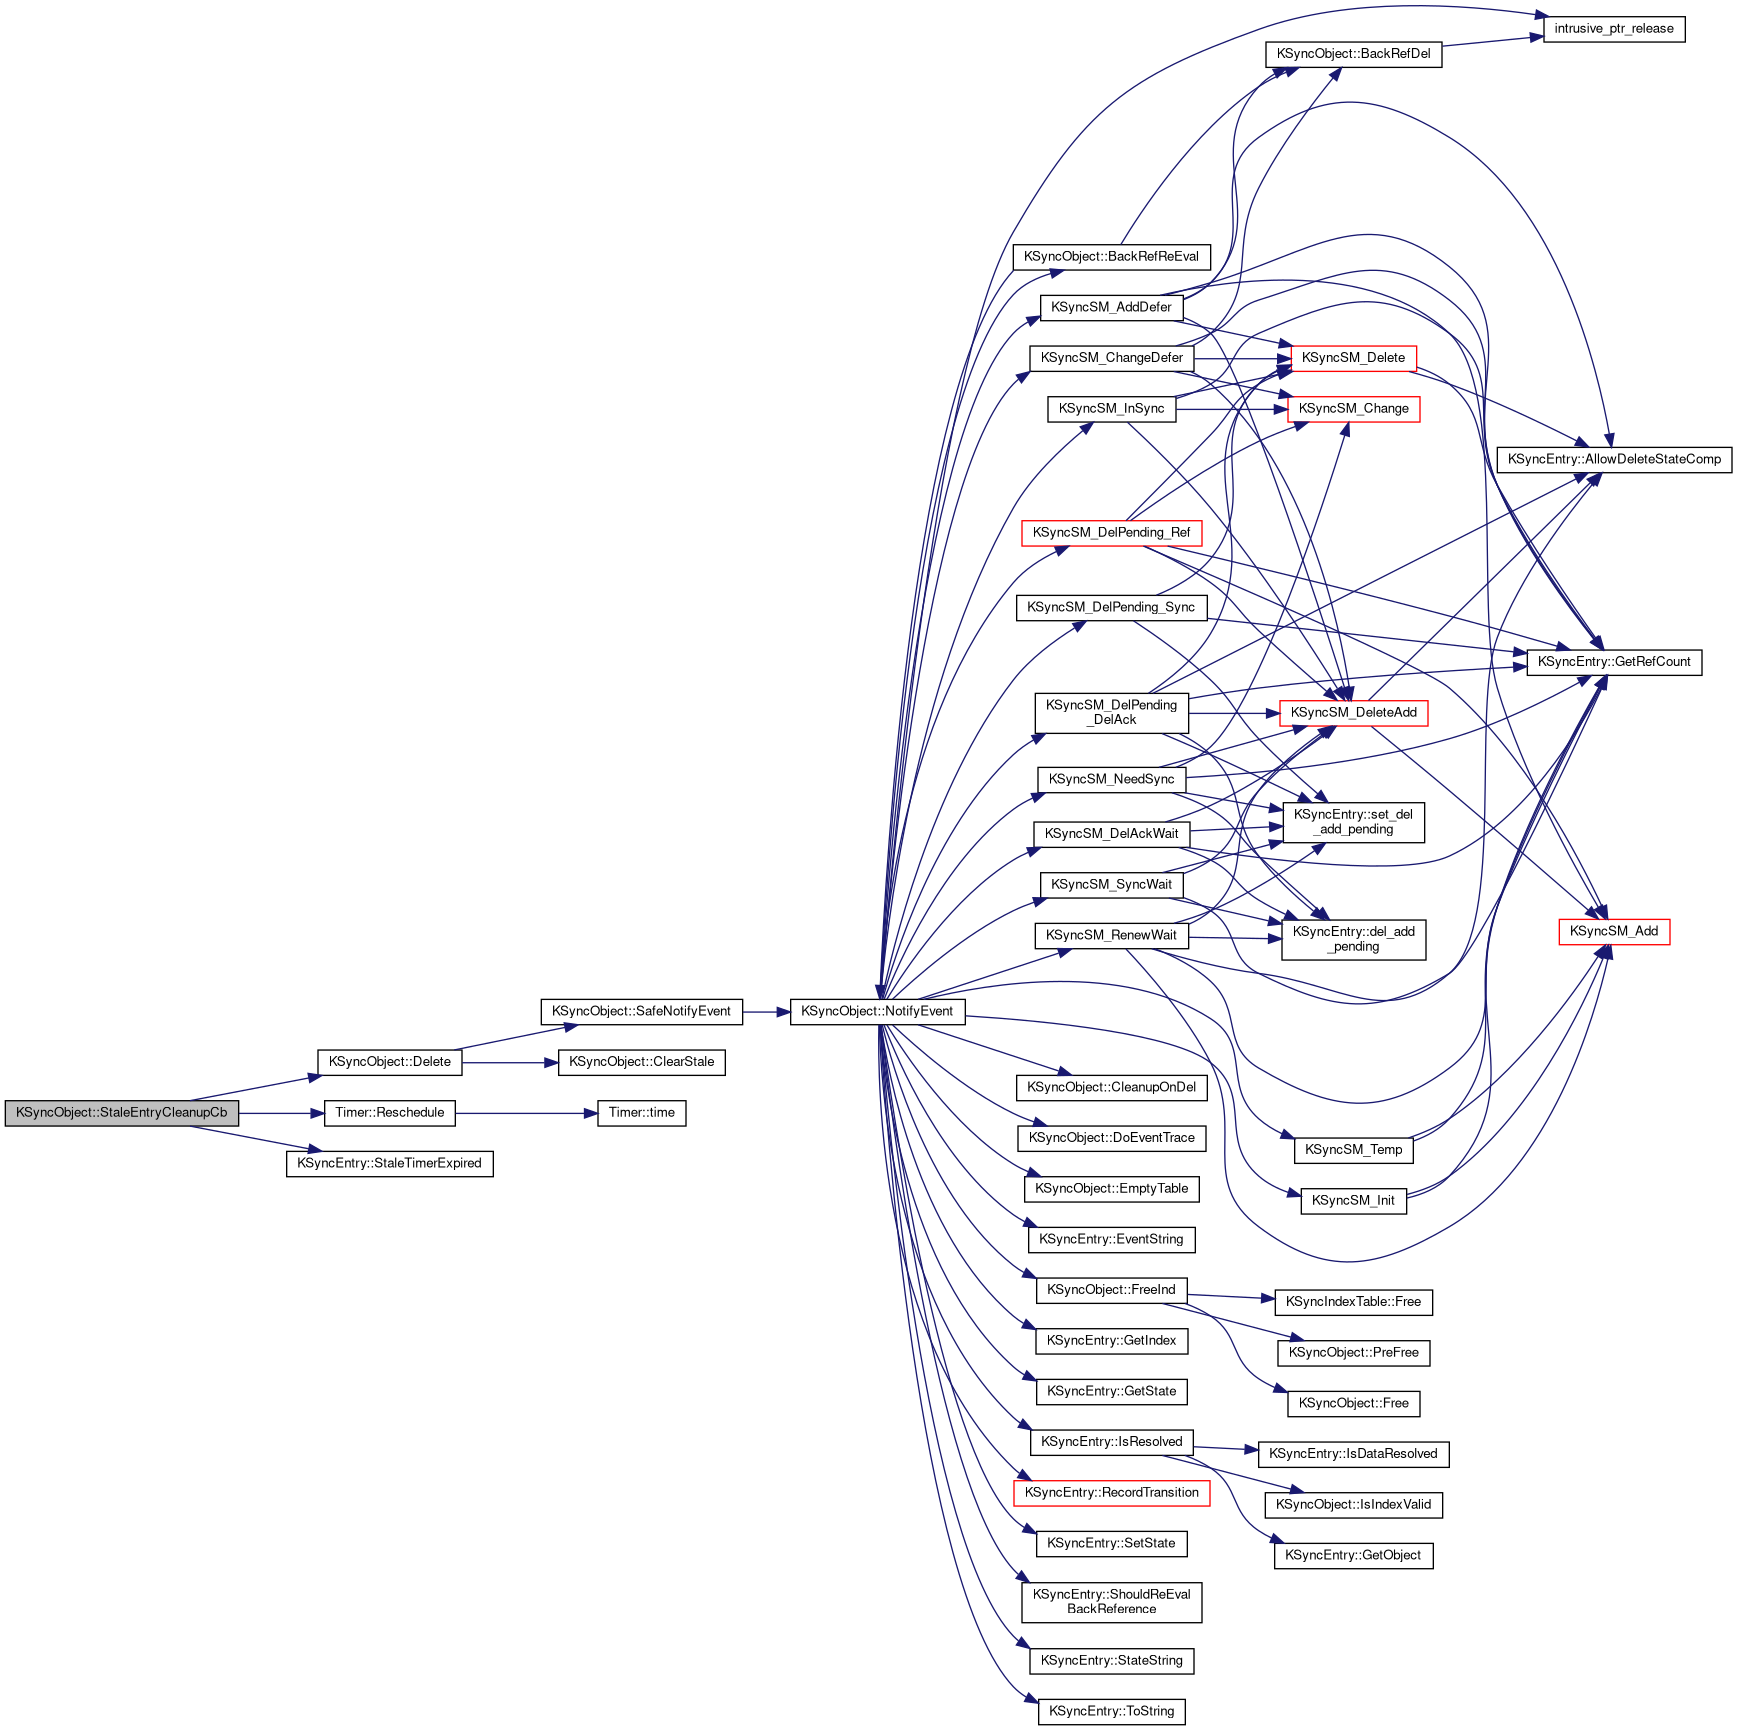 KSyncObject::StaleEntryCleanupCb
KSyncObject::Delete
Timer::Reschedule
KSyncEntry::StaleTimerExpired
KSyncObject::SafeNotifyEvent
KSyncObject::ClearStale
Timer::time
KSyncObject::NotifyEvent
KSyncObject::BackRefReEval
KSyncSM_AddDefer
KSyncSM_ChangeDefer
KSyncSM_InSync
KSyncSM_DelPending_Ref
KSyncSM_DelPending_Sync
KSyncSM_DelPending
_DelAck
KSyncSM_NeedSync
KSyncSM_DelAckWait
KSyncSM_SyncWait
KSyncSM_RenewWait
KSyncObject::CleanupOnDel
KSyncObject::DoEventTrace
KSyncObject::EmptyTable
KSyncEntry::EventString
KSyncObject::FreeInd
KSyncEntry::GetIndex
KSyncEntry::GetState
KSyncEntry::IsResolved
KSyncEntry::RecordTransition
KSyncEntry::SetState
KSyncEntry::ShouldReEval
BackReference
KSyncEntry::StateString
KSyncEntry::ToString
KSyncObject::BackRefDel
KSyncSM_Delete
KSyncSM_Change
KSyncSM_DeleteAdd
KSyncEntry::set_del
_add_pending
KSyncEntry::del_add
_pending
KSyncSM_Temp
KSyncSM_Init
KSyncIndexTable::Free
KSyncObject::PreFree
KSyncObject::Free
KSyncEntry::IsDataResolved
KSyncObject::IsIndexValid
KSyncEntry::GetObject
intrusive_ptr_release
KSyncEntry::AllowDeleteStateComp
KSyncEntry::GetRefCount
KSyncSM_Add